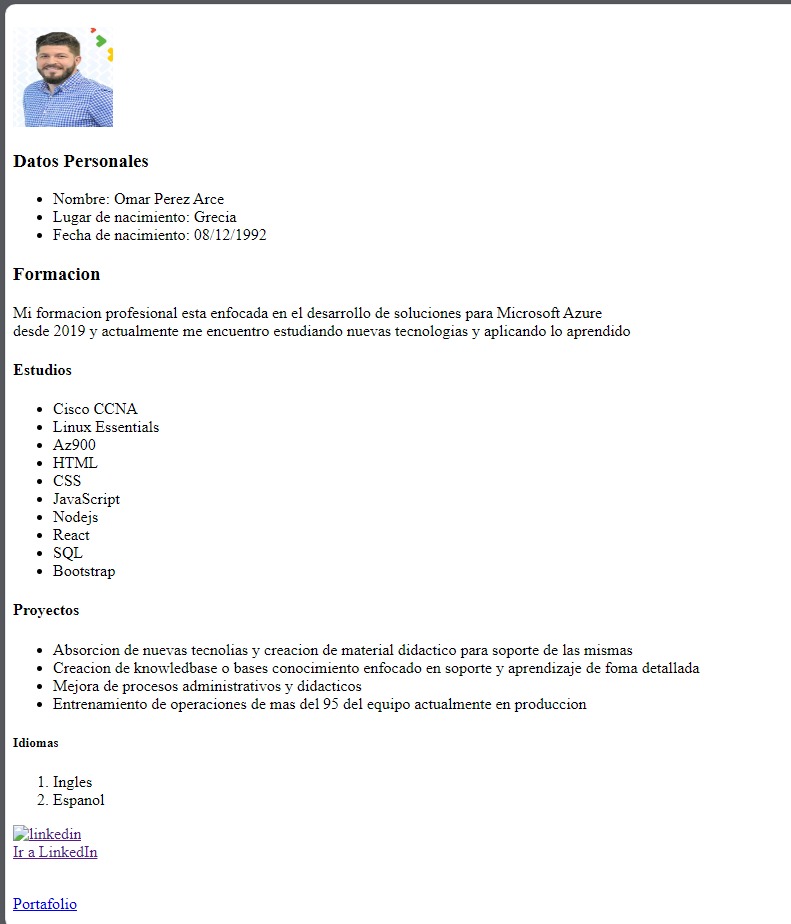 Datos Personales
Nombre: Omar Perez Arce
Lugar de nacimiento: Grecia
Fecha de nacimiento: 08/12/1992
Formacion
Mi formacion profesional esta enfocada en el desarrollo de soluciones para Microsoft Azure
desde 2019 y actualmente me encuentro estudiando nuevas tecnologias y aplicando lo aprendido
Estudios
Cisco CCNA
Linux Essentials
Az900
HTML
CSS
JavaScript
Nodejs
React
SQL
Bootstrap
Proyectos
Absorcion de nuevas tecnolias y creacion de material didactico para soporte de las mismas
Creacion de knowledbase o bases conocimiento enfocado en soporte y aprendizaje de foma detallada
Mejora de procesos administrativos y didacticos
Entrenamiento de operaciones de mas del 95 del equipo actualmente en produccion
Idiomas
1. Ingles
2. Espanol
linkedin
Ir a LinkedIn
Portafolio